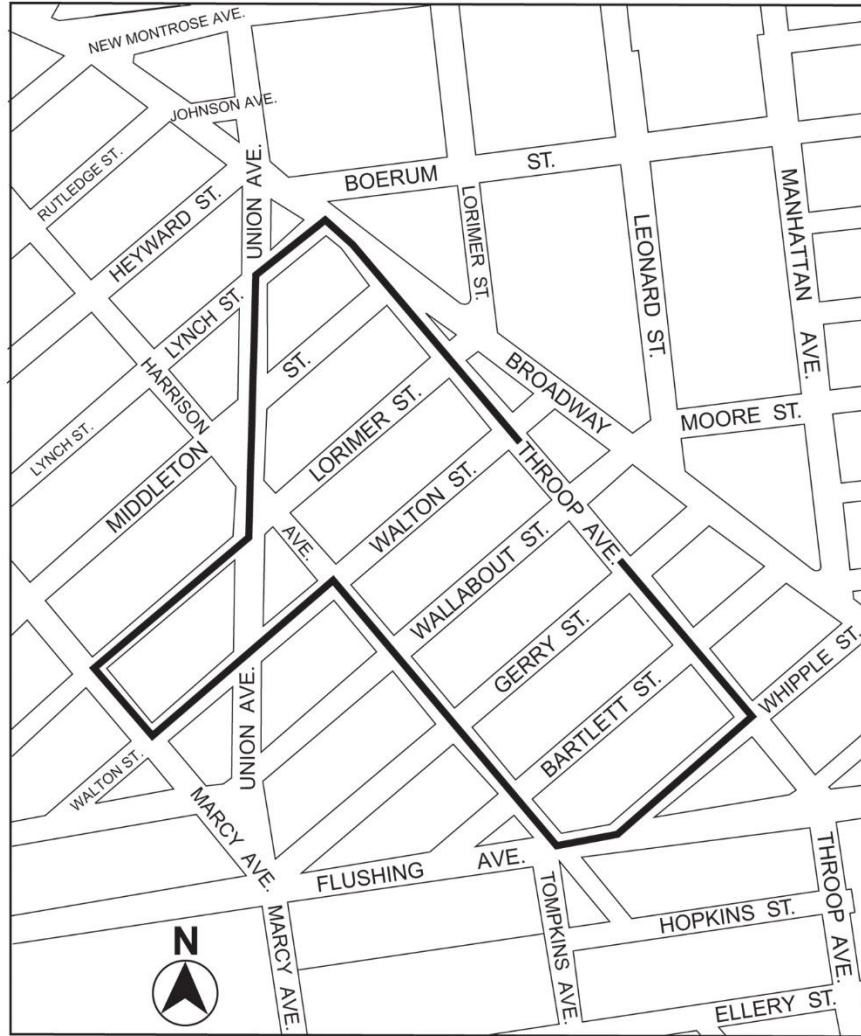 NEW MONTROSE AVE.
JOHNSON AVE.
RUTLEDGE ST.
HEYWARD ST.
UNION AVE.
BOERUM ST.
LORIMER ST.
LEONARD ST.
MANHATTAN AVE.
LYNCH ST.
HARRISON AVE.
LYNCH ST.
MIDDLETON ST.
LORIMER ST.
BROADWAY
MOORE ST.
WALTON ST.
THROOP AVE.
WALLABOUT ST.
GERRY ST.
BARTLETT ST.
WHIPPLE ST.
UNION AVE.
WALTON ST.
MARCY AVE.
FLUSHING AVE.
MARCY AVE.
TOMPKINS AVE.
THROOP AVE.
HOPKINS ST.
ELLERY ST.
N